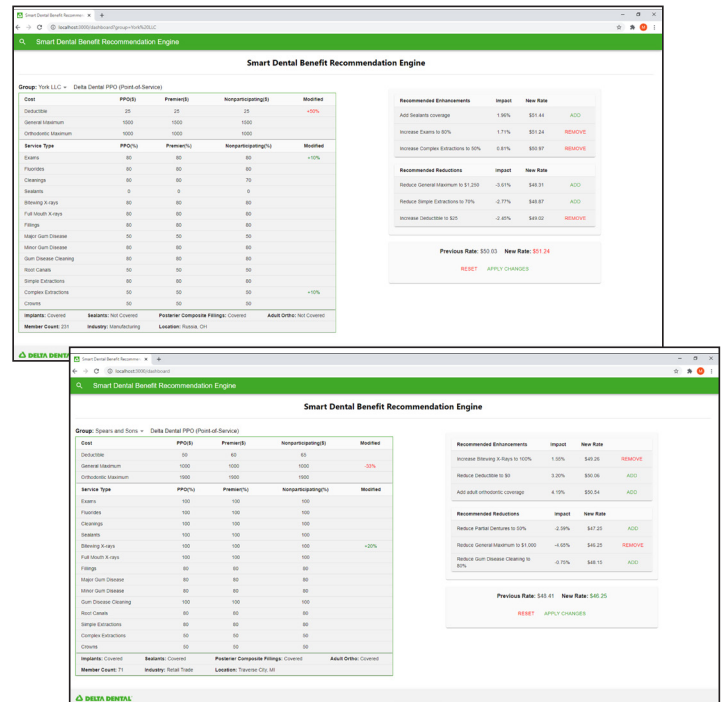 Smart Dental Benefit Recommen
localhost:3000/dashboard?group=York%20LLC
Smart Dental Benefit Recommendation Engine
Smart Dental Benefit Recommendation Engine
Group: York LLC Delta Dental PPO (Point-of-Service)
Cost PPO($) Premier($) Nonparticipating($) Modified
Deductible 25 25 25 +50%
General Maximum 1500 1500 1500
Orthodontic Maximum 1000 1000 1000
Service Type PPO(%) Premier(%) Nonparticipating(%) Modified
Exams 80 80 80 +10%
Fluorides 80 80 80
Cleanings 80 80 70
Sealants 0 0 0
Bitewing X-rays 80 80 80
Full Mouth X-rays 80 80 80
Fillings 80 80 80
Major Gum Disease 50 50 50
Minor Gum Disease 80 80 80
Gum Disease Cleaning 80 80 80
Root Canals 50 50 50
Simple Extractions 80 80 80
Complex Extractions 50 50 50 +10%
Crowns 50 50 50
Implants: Covered Sealants: Not Covered Posterior Composite Fillings: Covered Adult Ortho: Not Covered
Member Count: 231 Industry: Manufacturing Location: Russia, OH
Recommended Enhancements Impact New Rate
Add Sealants coverage 1.96% $51.44 ADD
Increase Exams to 80% 1.71% $51.24 REMOVE
Increase Complex Extractions to 50% 0.81% $50.97 REMOVE
Recommended Reductions Impact New Rate
Reduce General Maximum to $1,250 -3.61% $48.31 ADD
Reduce Simple Extractions to 70% -2.77% $48.87 ADD
Increase Deductible to $25 -2.45% $49.02 REMOVE
Previous Rate: $50.03 New Rate: $51.24
RESET APPLY CHANGES
DELTA DENTA
Smart Dental Benefit Recommen
localhost:3000/dashboard
Smart Dental Benefit Recommendation Engine
Smart Dental Benefit Recommendation Engine
Group: Spears and Sons Delta Dental PPO (Point-of-Service)
Cost PPO($) Premier($) Nonparticipating($) Modified
Deductible 50 60 65
General Maximum 1000 1000 1000 -33%
Orthodontic Maximum 1900 1900 1900
Service Type PPO(%) Premier(%) Nonparticipating(%) Modified
Exams 100 100 100
Fluorides 100 100 100
Cleanings 100 100 100
Sealants 100 100 100
Bitewing X-rays 100 100 100 +20%
Full Mouth X-rays 100 100 100
Fillings 80 80 80
Major Gum Disease 80 80 80
Minor Gum Disease 80 80 80
Gum Disease Cleaning 100 100 100
Root Canals 80 60 80
Simple Extractions 80 80 80
Complex Extractions 50 50 50
Crowns 50 50 50
Implants: Covered Sealants: Covered Posterior Composite Fillings: Covered Adult Ortho: Covered
Member Count: 71 Industry: Retail Trade Location: Traverse City, MI
Recommended Enhancements Impact New Rate
Increase Bitewing X-Rays to 100% 1.55% $49.26 REMOVE
Reduce Deductible to $0 3.20% $50.06 ADD
Add adult orthodontic coverage 4.19% $50.54 ADD
Recommended Reductions Impact New Rate
Reduce Partial Dentures to 50% -2.39% $47.25 ADD
Reduce General Maximum to $1,000 -4.68% $46.25 REMOVE
Reduce Gum Disease Cleaning to -0.75% $48.10 ADD
80%
Previous Rate: $48.41 New Rate: $46.25
RESET APPLY CHANGES
DELTA DENTAL